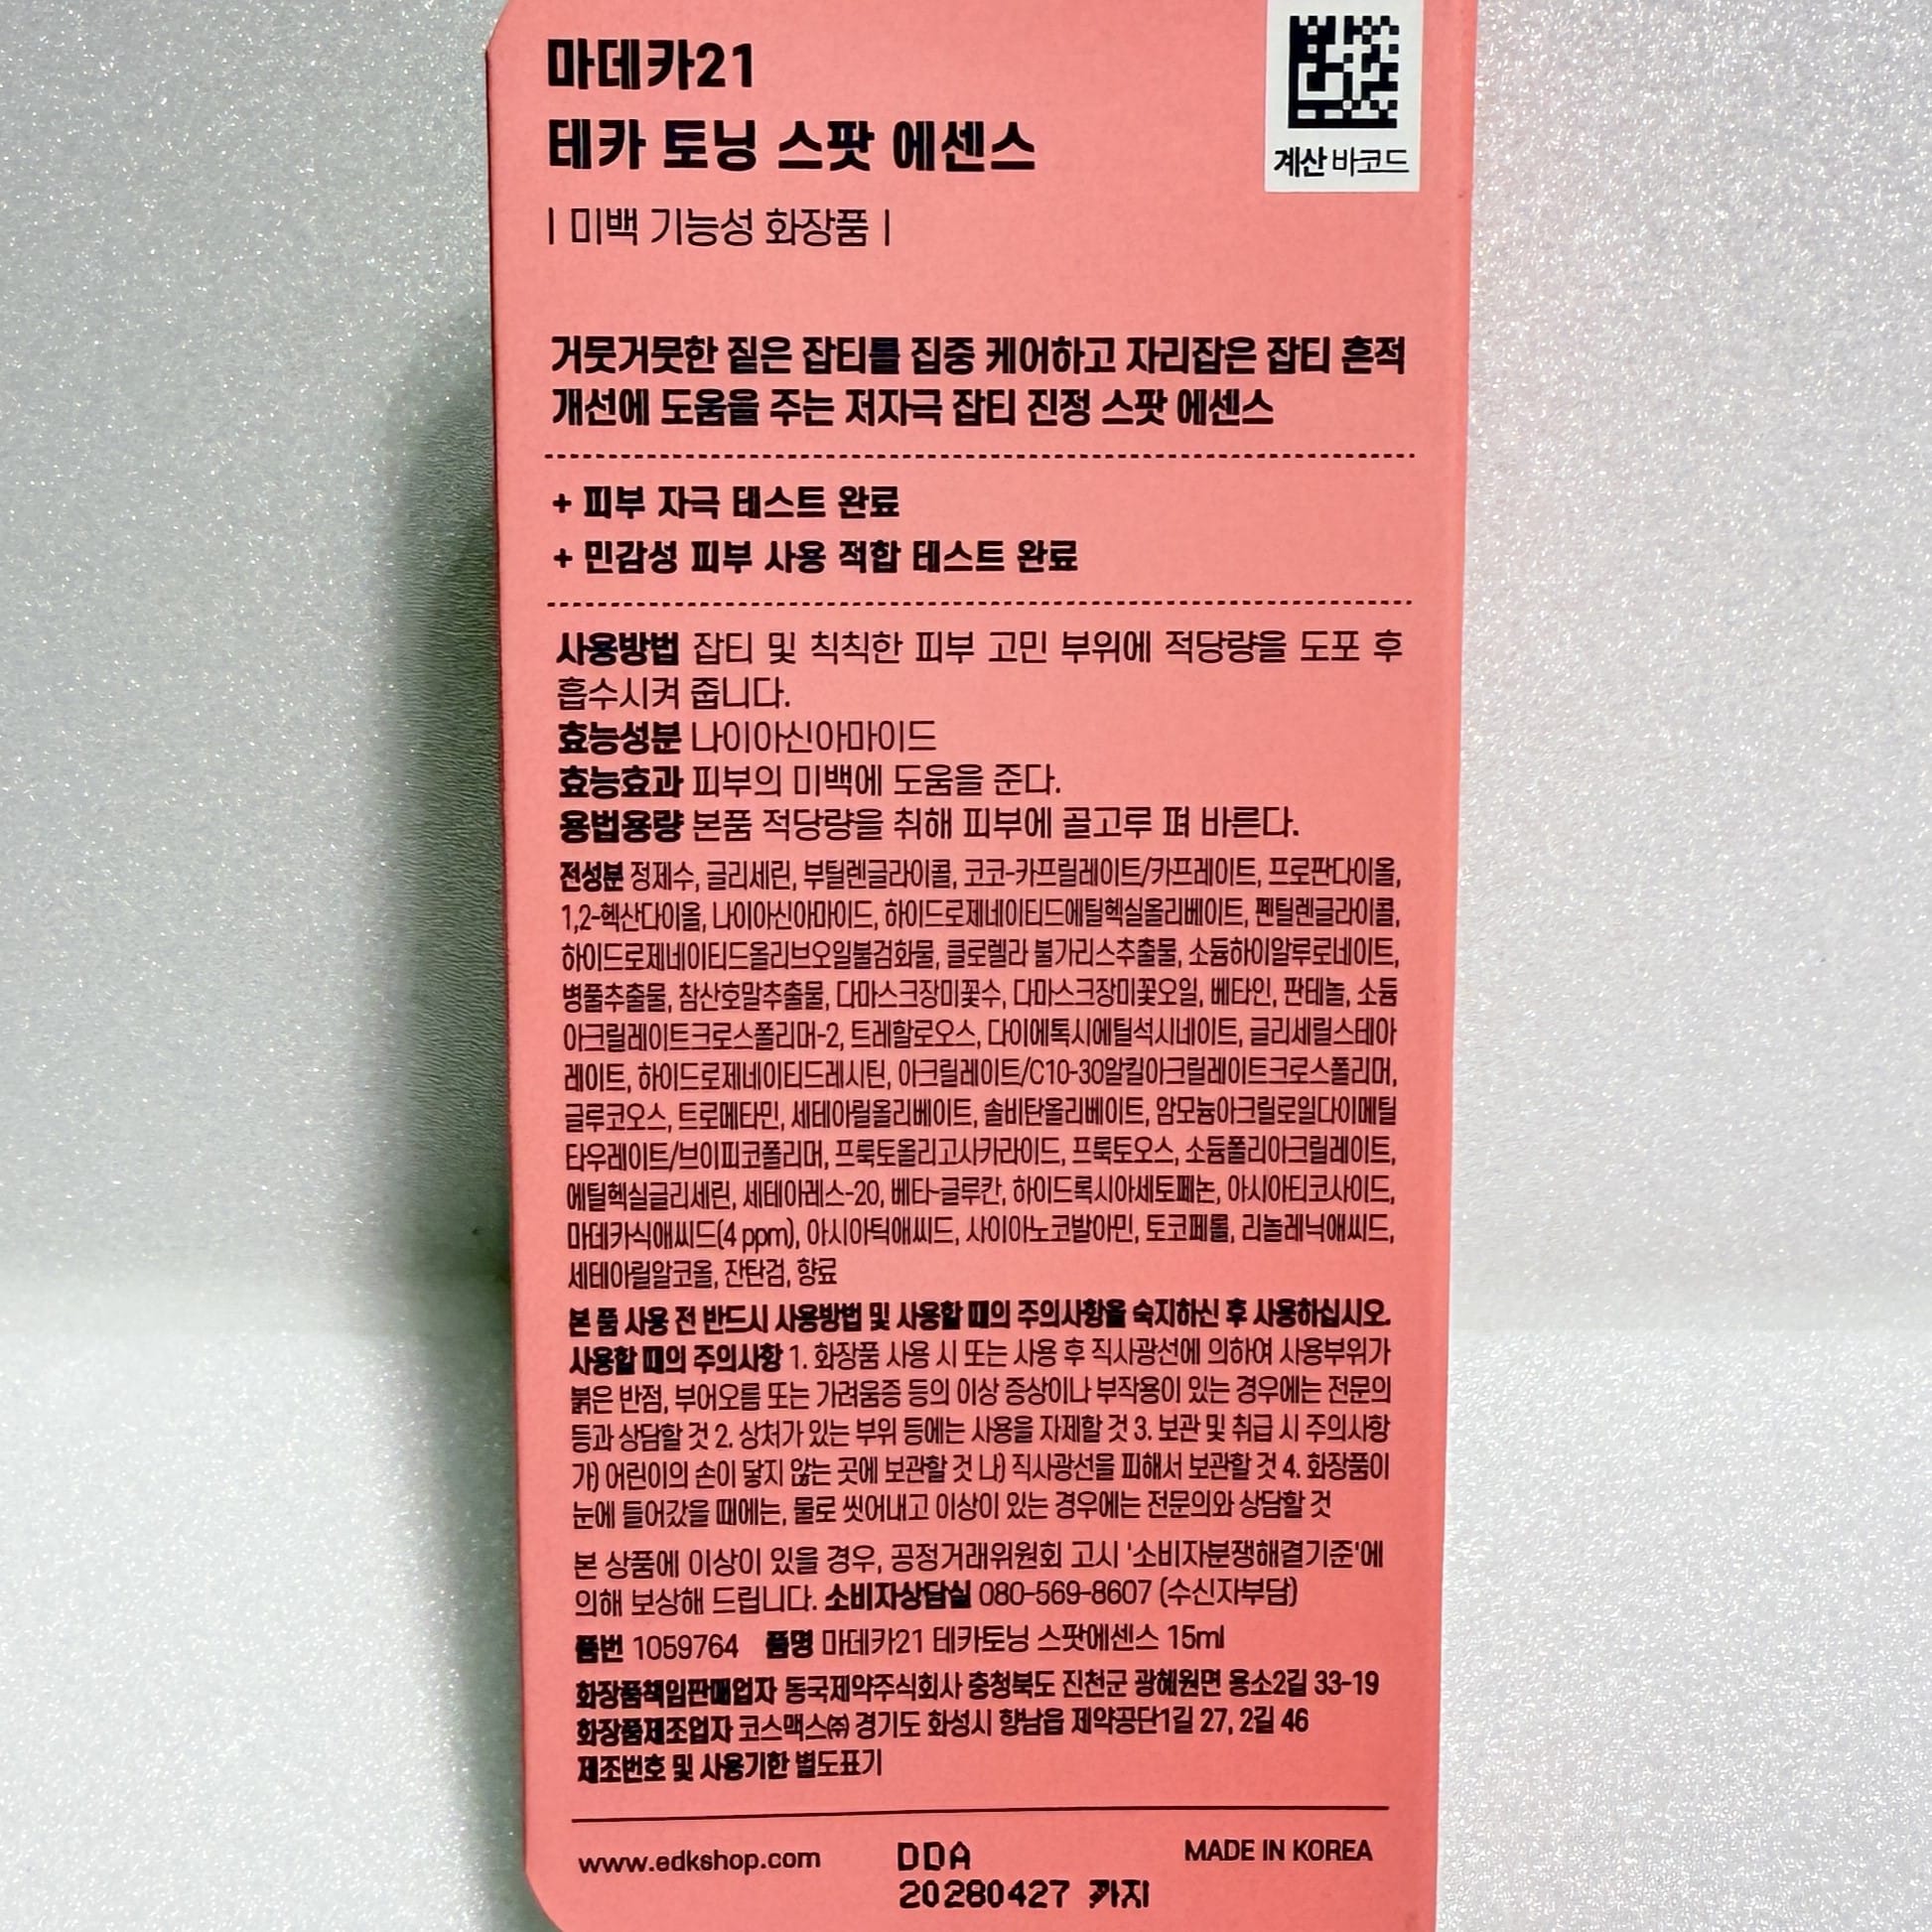 마데카21
테카 토닝 스팟 에센스
계산 바코드
| 미백 기능성 화장품 |
거뭇거뭇한 짙은 잡티를 집중 케어하고 자리잡은 잡티 흔적
개선에 도움을 주는 저자극 잡티 진정 스팟 에센스
+ 피부 자극 테스트 완료
+ 민감성 피부 사용 적합 테스트 완료
사용방법 잡티 및 칙칙한 피부 고민 부위에 적당량을 도포 후
흡수시켜 줍니다.
효능성분 나이아신아마이드
효능효과 피부의 미백에 도움을 준다.
용법용량 본품 적당량을 취해 피부에 골고루 펴 바른다.
전성분 정제수, 글리세린, 부틸렌글라이콜, 코코-카프릴레이트/카프레이트, 프로판다이올,
1,2-헥산다이올, 나이아신아마이드, 하이드로제네이티드에틸헥실올리베이트, 펜틸렌글라이콜,
하이드로제네이티드올리브오일불검화물, 클로렐라 불가리스추출물, 소듐하이알루로네이트,
병풀추출물, 참산호말추출물, 다마스크장미꽃수, 다마스크장미꽃오일, 베타인, 판테놀, 소듐
아크릴레이트크로스폴리머-2, 트레할로오스, 다이에톡시에틸석시네이트, 글리세릴스테아
레이트, 하이드로제네이티드레시틴, 아크릴레이트/C10-30알킬아크릴레이트크로스폴리머,
글루코오스, 트로메타민, 세테아릴올리베이트, 솔비탄올리베이트, 암모늄아크릴로일다이메틸
타우레이트/브이피코폴리머, 프룩토올리고사카라이드, 프룩토오스, 소듐폴리아크릴레이트,
에틸헥실글리세린, 세테아레스-20, 베타-글루칸, 하이드록시아세토페논, 아시아티코사이드,
마데카식애씨드(4 ppm), 아시아틱애씨드, 사이아노코발아민, 토코페롤, 리놀레닉애씨드,
세테아릴알코올, 잔탄검, 향료
본 품 사용 전 반드시 사용방법 및 사용할 때의 주의사항을 숙지하신 후 사용하십시오.
사용할 때의 주의사항 1. 화장품 사용 시 또는 사용 후 직사광선에 의하여 사용부위가
붉은 반점, 부어오름 또는 가려움증 등의 이상 증상이나 부작용이 있는 경우에는 전문의
등과 상담할 것 2. 상처가 있는 부위 등에는 사용을 자제할 것 3. 보관 및 취급 시 주의사항
가) 어린이의 손이 닿지 않는 곳에 보관할 것 나) 직사광선을 피해서 보관할 것 4. 화장품이
눈에 들어갔을 때에는, 물로 씻어내고 이상이 있는 경우에는 전문의와 상담할 것
본 상품에 이상이 있을 경우, 공정거래위원회 고시 '소비자분쟁해결기준'에
의해 보상해 드립니다. 소비자상담실 080-569-8607 (수신자부담)
품번 1059764 품명 마데카21 테카토닝 스팟에센스 15ml
화장품책임판매업자 동국제약주식회사 충청북도 진천군 광혜원면 용소2길 33-19
화장품제조업자 코스맥스㈜ 경기도 화성시 향남읍 제약공단1길 27, 2길 46
제조번호 및 사용기한 별도표기
www.edkshop.com
DDA
20280427 까지
MADE IN KOREA